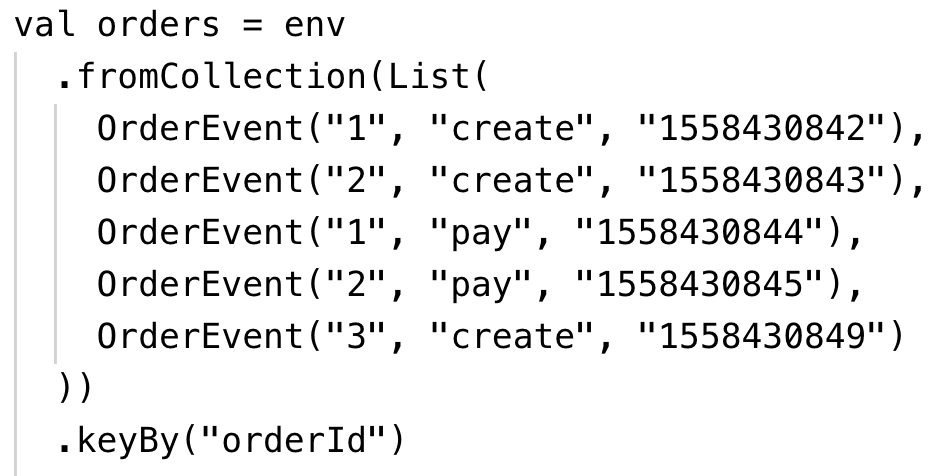 val orders = env
  .fromCollection(List(
    OrderEvent("1", "create", "1558430842"),
    OrderEvent("2", "create", "1558430843"),
    OrderEvent("1", "pay", "1558430844"),
    OrderEvent("2", "pay", "1558430845"),
    OrderEvent("3", "create", "1558430849")
  ))
  .keyBy("orderId")